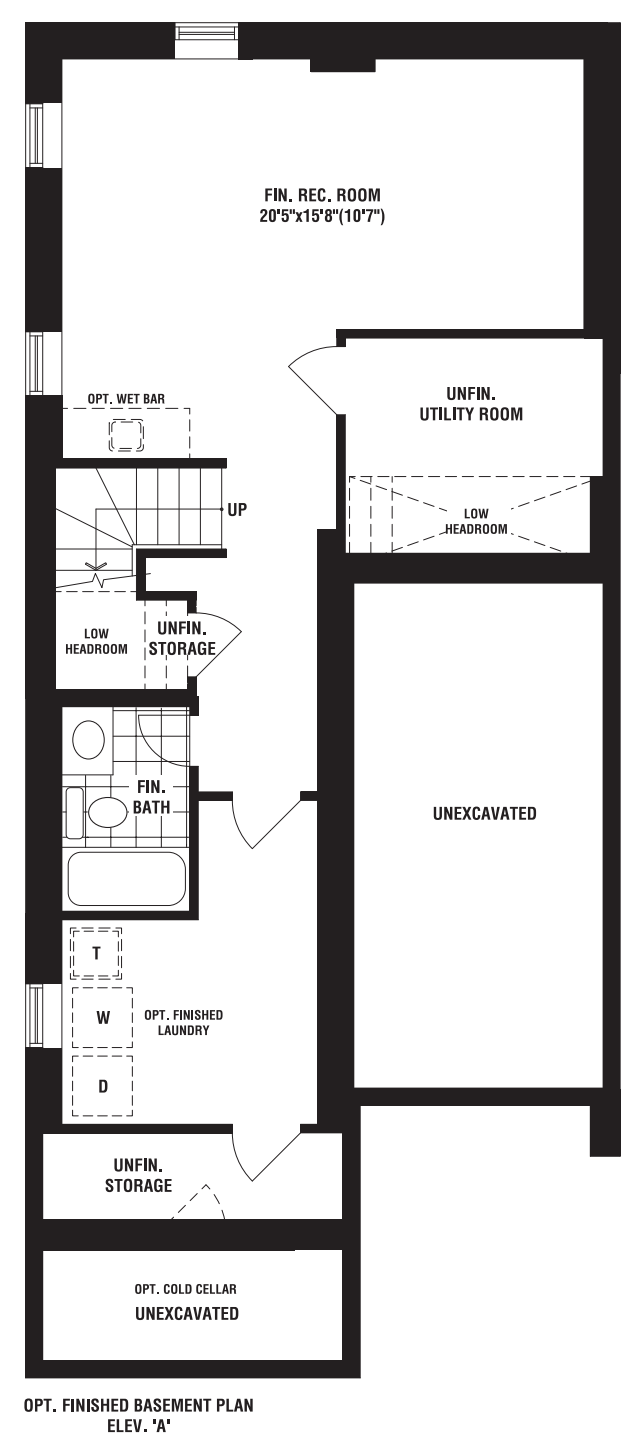 FIN. REC. ROOM
20'5"x15'8"(10'7")
OPT. WET BAR
UNFIN.
UTILITY ROOM
UP
LOW
HEADROOM
UNFIN.
STORAGE
LOW
HEADROOM
FIN.
BATH
UNEXCAVATED
T
W
OPT. FINISHED
LAUNDRY
D
UNFIN.
STORAGE
OPT. COLD CELLAR
UNEXCAVATED
OPT. FINISHED BASEMENT PLAN
ELEV. 'A'